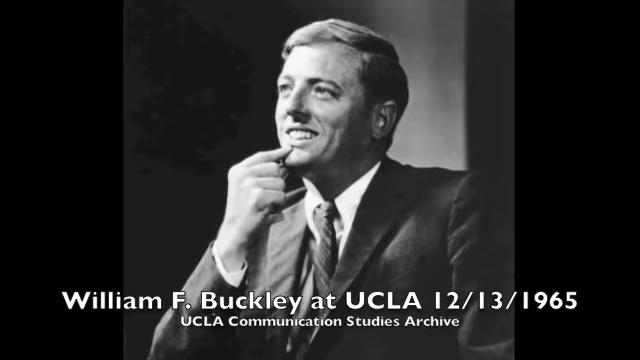 William F. Buckley at UCLA 12/13/1965
UCLA Communication Studies Archive